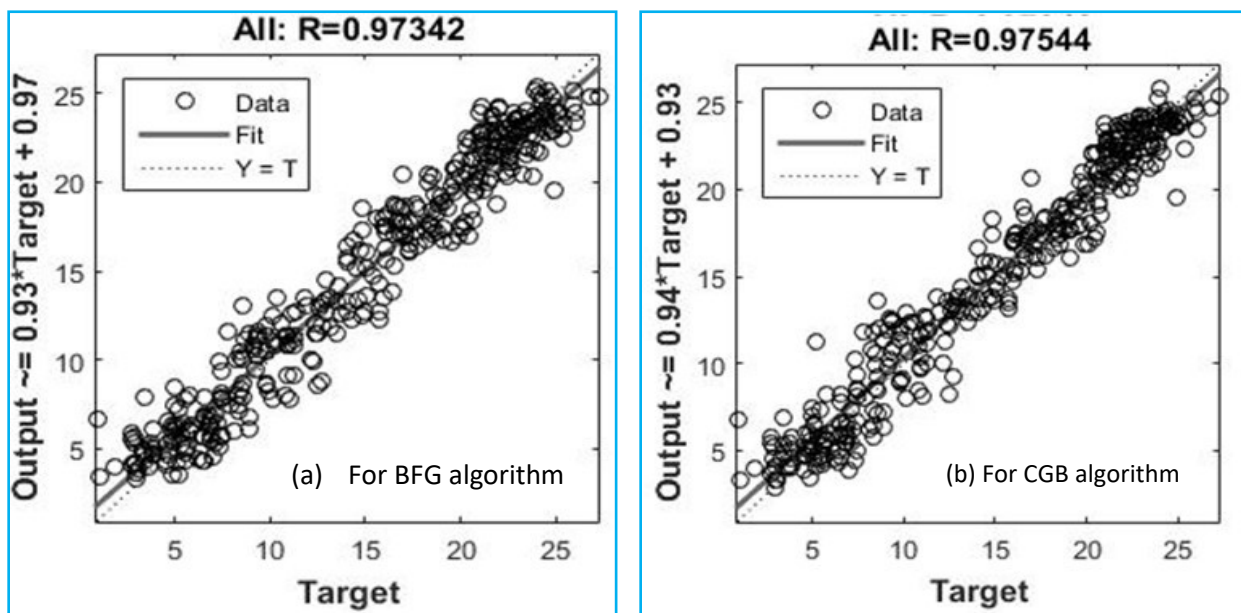 All: R=0.97342
Output ~= 0.93*Target + 0.97
Data
Fit
Y = T
25
20
15
10
5
(a) For BFG algorithm
5 10 15 20 25
Target
All: R=0.97544
Output ~= 0.94*Target + 0.93
Data
Fit
Y = T
25
20
15
10
5
(b) For CGB algorithm
5 10 15 20 25
Target